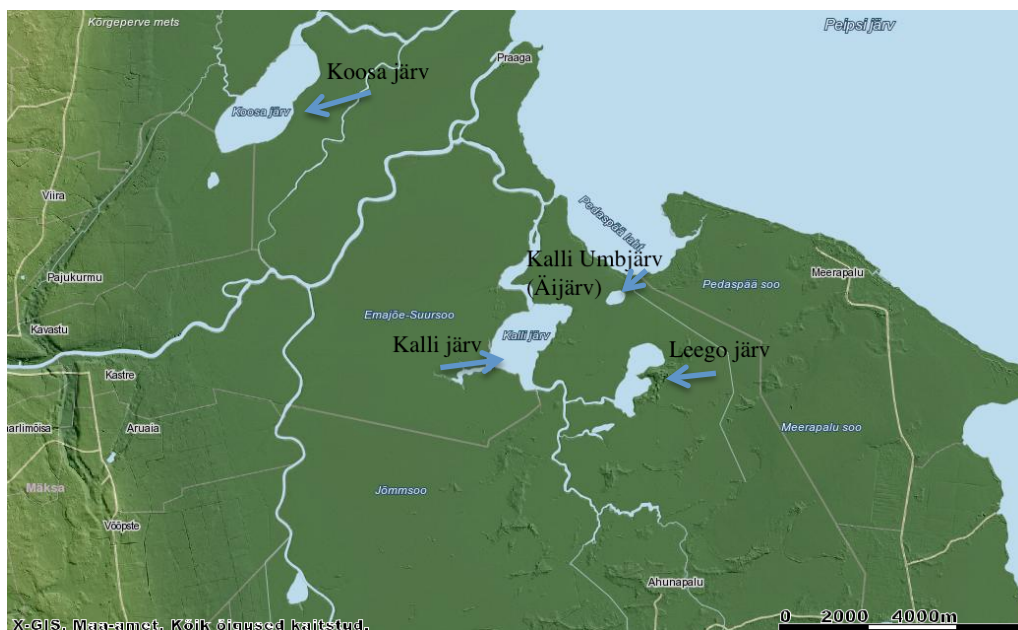 Kõrgeperve mets
Peipsi järv
Praaga
Koosa järv
Koosa järv
Viira
Pedaspää laht
Kalli Umbjärv
(Äijärv)
Pajukurmu
Meerapalu
Pedaspää soo
Emajõe-Suursoo
Kavastu
Kalli järv
Kalli järv
Leego järv
Kastre
Aruaia
arlimõisa
Meerapalu soo
Mäksa
Jõmmsoo
Vööpste
Ahunapalu
0 2000 4000m
X-GIS. Maa-amet. Kõik õigused kaitstud.